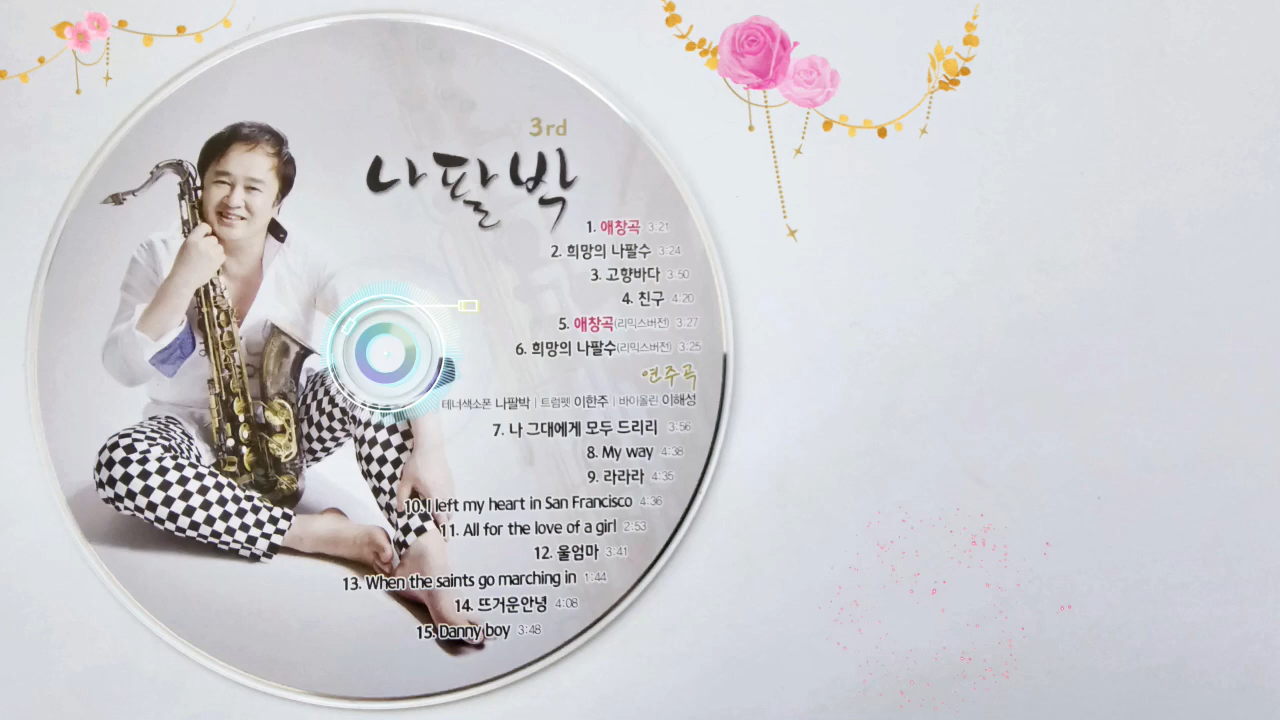 3rd
나팔박
1. 애창곡 3:21
2. 희망의 나팔수 3:24
3. 고향바다 3:50
4. 친구 4:20
5. 애창곡(리믹스버전) 3:27
6. 희망의 나팔수(리믹스버전) 3:25
연주곡
테너색소폰 나팔박 | 트럼펫 이한주 | 바이올린 이해성
7. 나 그대에게 모두 드리리 3:56
8. My way 4:38
9. 라라라 4:35
10. I left my heart in San Francisco 4:36
11. All for the love of a girl 2:53
12. 울엄마 3:41
13. When the saints go marching in 1:44
14. 뜨거운안녕 4:08
15. Danny boy 3:48